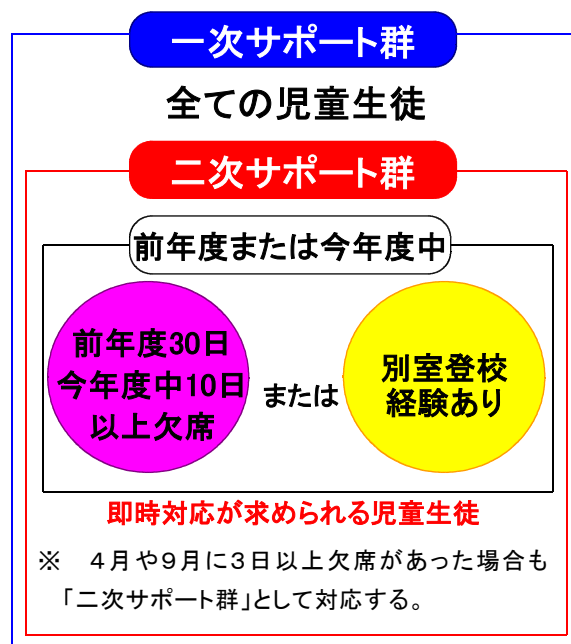 一次サポート群
全ての児童生徒
二次サポート群
前年度または今年度中
前年度30日
今年度中10日
以上欠席
または
別室登校
経験あり
即時対応が求められる児童生徒
※　４月や９月に３日以上欠席があった場合も
「二次サポート群」として対応する。